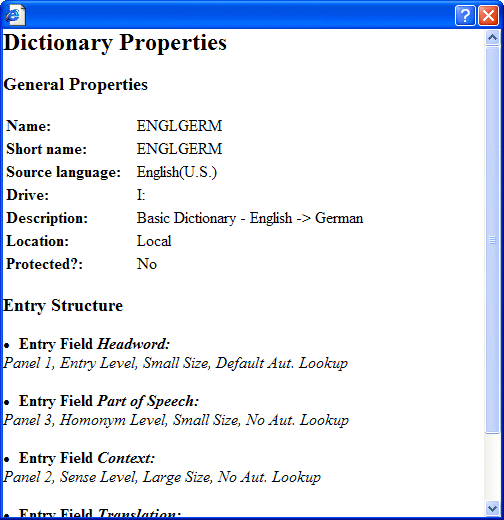 Dictionary Properties
General Properties
Name: ENGLGERM
Short name: ENGLGERM
Source language: English(U.S.)
Drive: I:
Description: Basic Dictionary - English -> German
Location: Local
Protected?: No
Entry Structure
• Entry Field Headword:
Panel 1, Entry Level, Small Size, Default Aut. Lookup
• Entry Field Part of Speech:
Panel 3, Homonym Level, Small Size, No Aut. Lookup
• Entry Field Context:
Panel 2, Sense Level, Large Size, No Aut. Lookup
• Entry Field Translation: